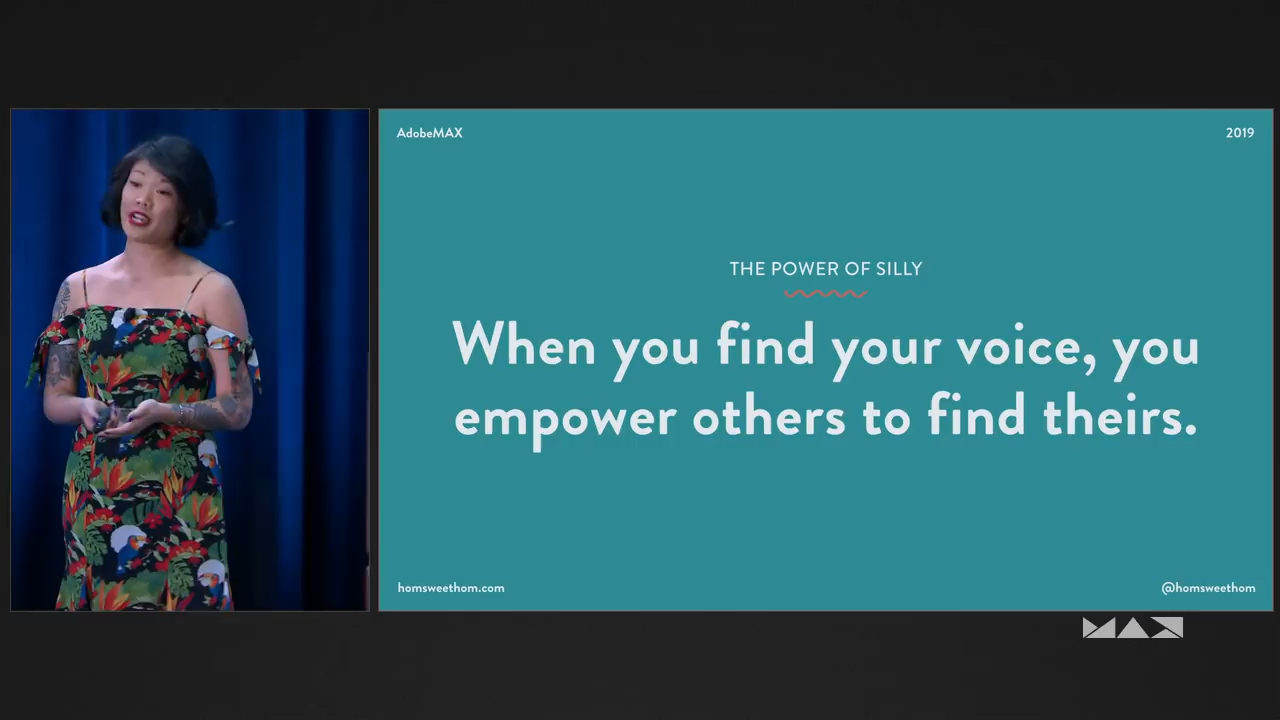 AdobeMAX
2019
THE POWER OF SILLY
When you find your voice, you
empower others to find theirs.
homsweethom.com
@homsweethom
MAX